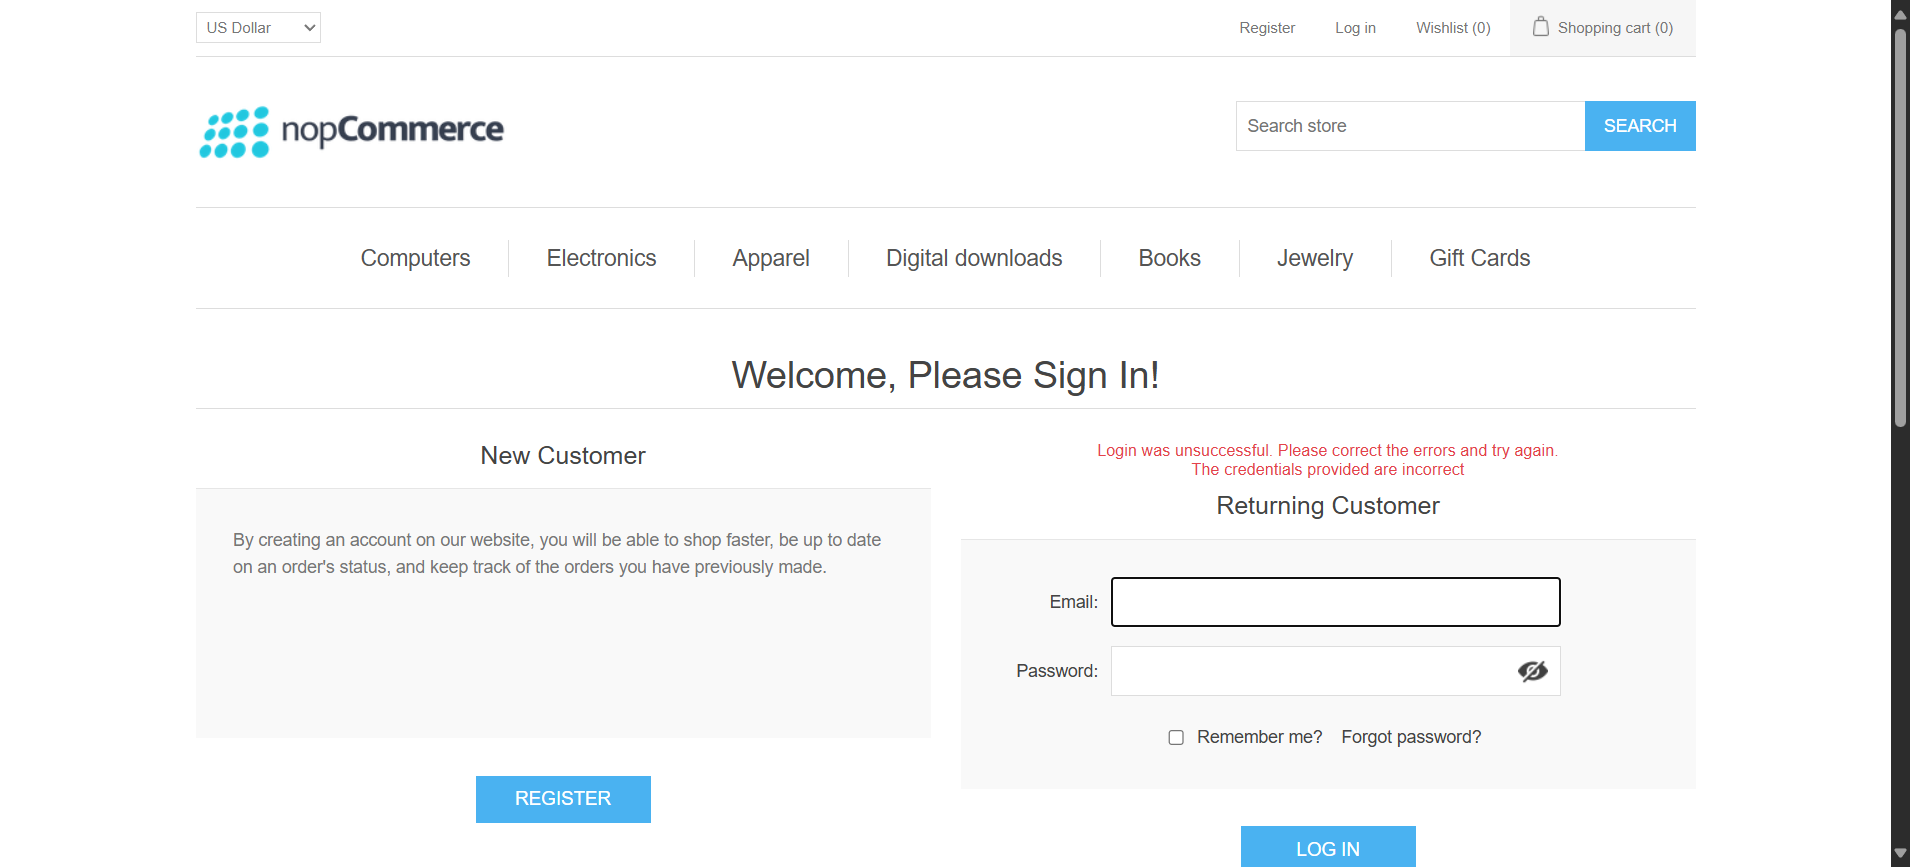 US Dollar
Register
Log in
Wishlist (0)
Shopping cart (0)
nopCommerce
Search store
SEARCH
Computers
Electronics
Apparel
Digital downloads
Books
Jewelry
Gift Cards
Welcome, Please Sign In!
New Customer
By creating an account on our website, you will be able to shop faster, be up to date
on an order's status, and keep track of the orders you have previously made.
REGISTER
Login was unsuccessful. Please correct the errors and try again.
The credentials provided are incorrect
Returning Customer
Email:
Password:
Remember me?
Forgot password?
LOG IN